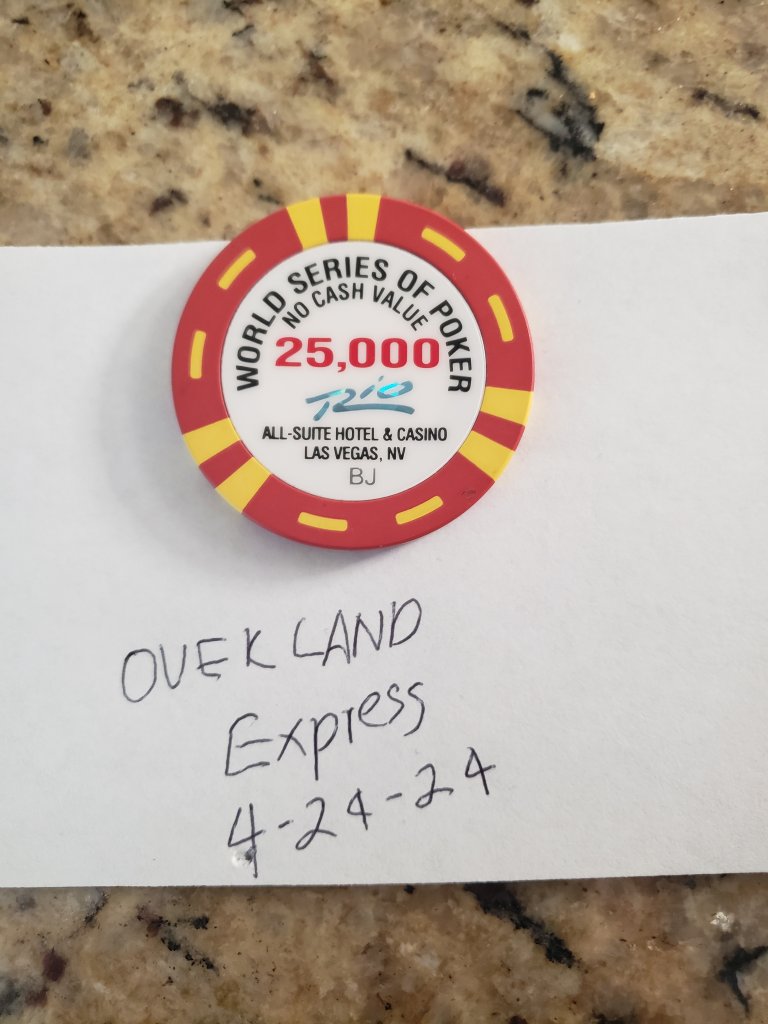 WORLD SERIES OF POKER
NO CASH VALUE
25,000
Rio
ALL-SUITE HOTEL & CASINO
LAS VEGAS, NV
BJ
OVERLAND
Express
4-24-24